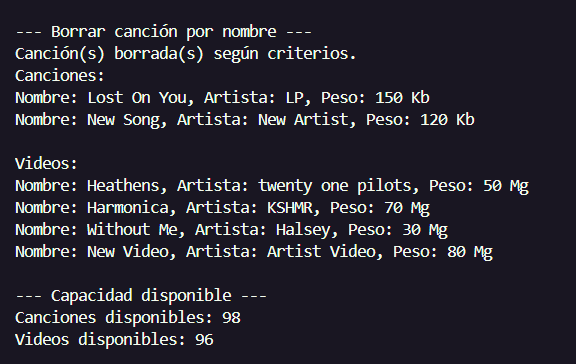 --- Borrar canción por nombre ---
Canción(s) borrada(s) según criterios.
Canciones:
Nombre: Lost On You, Artista: LP, Peso: 150 Kb
Nombre: New Song, Artista: New Artist, Peso: 120 Kb
Videos:
Nombre: Heathens, Artista: twenty one pilots, Peso: 50 Mg
Nombre: Harmonica, Artista: KSHMR, Peso: 70 Mg
Nombre: Without Me, Artista: Halsey, Peso: 30 Mg
Nombre: New Video, Artista: Artist Video, Peso: 80 Mg
--- Capacidad disponible ---
Canciones disponibles: 98
Videos disponibles: 96